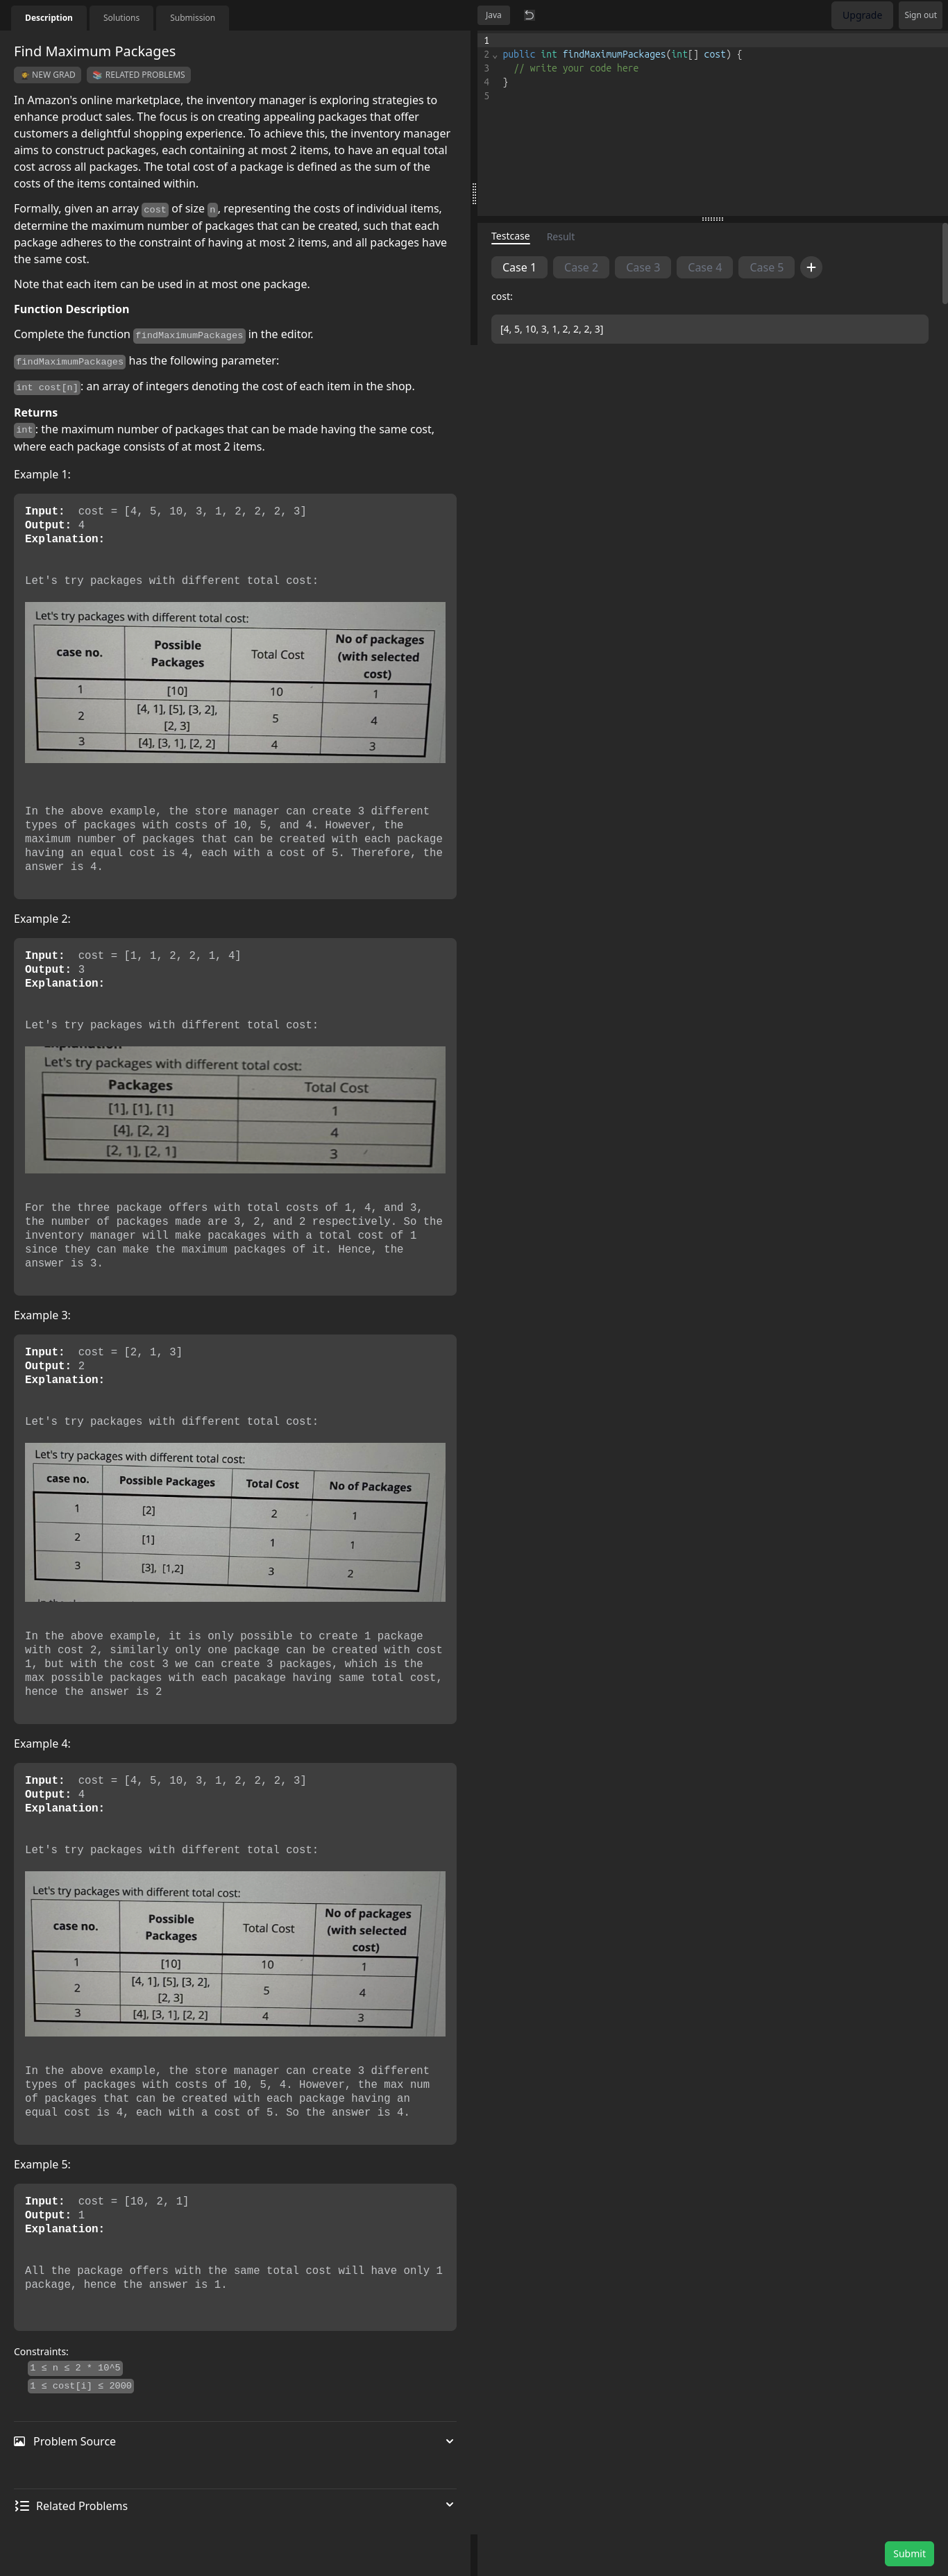 Description
Solutions
Submission
Find Maximum Packages
NEW GRAD
RELATED PROBLEMS
In Amazon's online marketplace, the inventory manager is exploring strategies to
enhance product sales. The focus is on creating appealing packages that offer
customers a delightful shopping experience. To achieve this, the inventory manager
aims to construct packages, each containing at most 2 items, to have an equal total
cost across all packages. The total cost of a package is defined as the sum of the
costs of the items contained within.
Formally, given an array cost of size n, representing the costs of individual items,
determine the maximum number of packages that can be created, such that each
package adheres to the constraint of having at most 2 items, and all packages have
the same cost.
Note that each item can be used in at most one package.
Function Description
Complete the function findMaximumPackages in the editor.
findMaximumPackages has the following parameter:
int cost[n]: an array of integers denoting the cost of each item in the shop.
Returns
int: the maximum number of packages that can be made having the same cost,
where each package consists of at most 2 items.
Example 1:
Input: cost = [4, 5, 10, 3, 1, 2, 2, 2, 3]
Output: 4
Explanation:
Let's try packages with different total cost:
Let's try packages with different total cost:
case no. Possible Packages Total Cost No of packages (with selected cost)
1 [10] 10 1
2 [4, 1], [5], [3, 2], [2, 3] 5 4
3 [4], [3, 1], [2, 2] 4 3
In the above example, the store manager can create 3 different
types of packages with costs of 10, 5, and 4. However, the
maximum number of packages that can be created with each package
having an equal cost is 4, each with a cost of 5. Therefore, the
answer is 4.
Example 2:
Input: cost = [1, 1, 2, 2, 1, 4]
Output: 3
Explanation:
Let's try packages with different total cost:
Let's try packages with different total cost:
Packages Total Cost
[1], [1], [1] 1
[4], [2, 2] 4
[2, 1], [2, 1] 3
For the three package offers with total costs of 1, 4, and 3,
the number of packages made are 3, 2, and 2 respectively. So the
inventory manager will make pacakages with a total cost of 1
since they can make the maximum packages of it. Hence, the
answer is 3.
Example 3:
Input: cost = [2, 1, 3]
Output: 2
Explanation:
Let's try packages with different total cost:
Let's try packages with different total cost:
case no. Possible Packages Total Cost No of Packages
1 [2] 2 1
2 [1] 1 1
3 [3], [1,2] 3 2
In the above example, it is only possible to create 1 package
with cost 2, similarly only one package can be created with cost
1, but with the cost 3 we can create 3 packages, which is the
max possible packages with each pacakage having same total cost,
hence the answer is 2
Example 4:
Input: cost = [4, 5, 10, 3, 1, 2, 2, 2, 3]
Output: 4
Explanation:
Let's try packages with different total cost:
Let's try packages with different total cost:
case no. Possible Packages Total Cost No of packages (with selected cost)
1 [10] 10 1
2 [4, 1], [5], [3, 2], [2, 3] 5 4
3 [4], [3, 1], [2, 2] 4 3
In the above example, the store manager can create 3 different
types of packages with costs of 10, 5, 4. However, the max num
of packages that can be created with each package having an
equal cost is 4, each with a cost of 5. So the answer is 4.
Example 5:
Input: cost = [10, 2, 1]
Output: 1
Explanation:
All the package offers with the same total cost will have only 1
package, hence the answer is 1.
Constraints:
1 ≤ n ≤ 2 * 10^5
1 ≤ cost[i] ≤ 2000
Problem Source
Related Problems
Java
Upgrade
Sign out
1
2 public int findMaximumPackages(int[] cost) {
3 // write your code here
4 }
5
Testcase
Result
Case 1
Case 2
Case 3
Case 4
Case 5
+
cost:
[4, 5, 10, 3, 1, 2, 2, 2, 3]
Submit